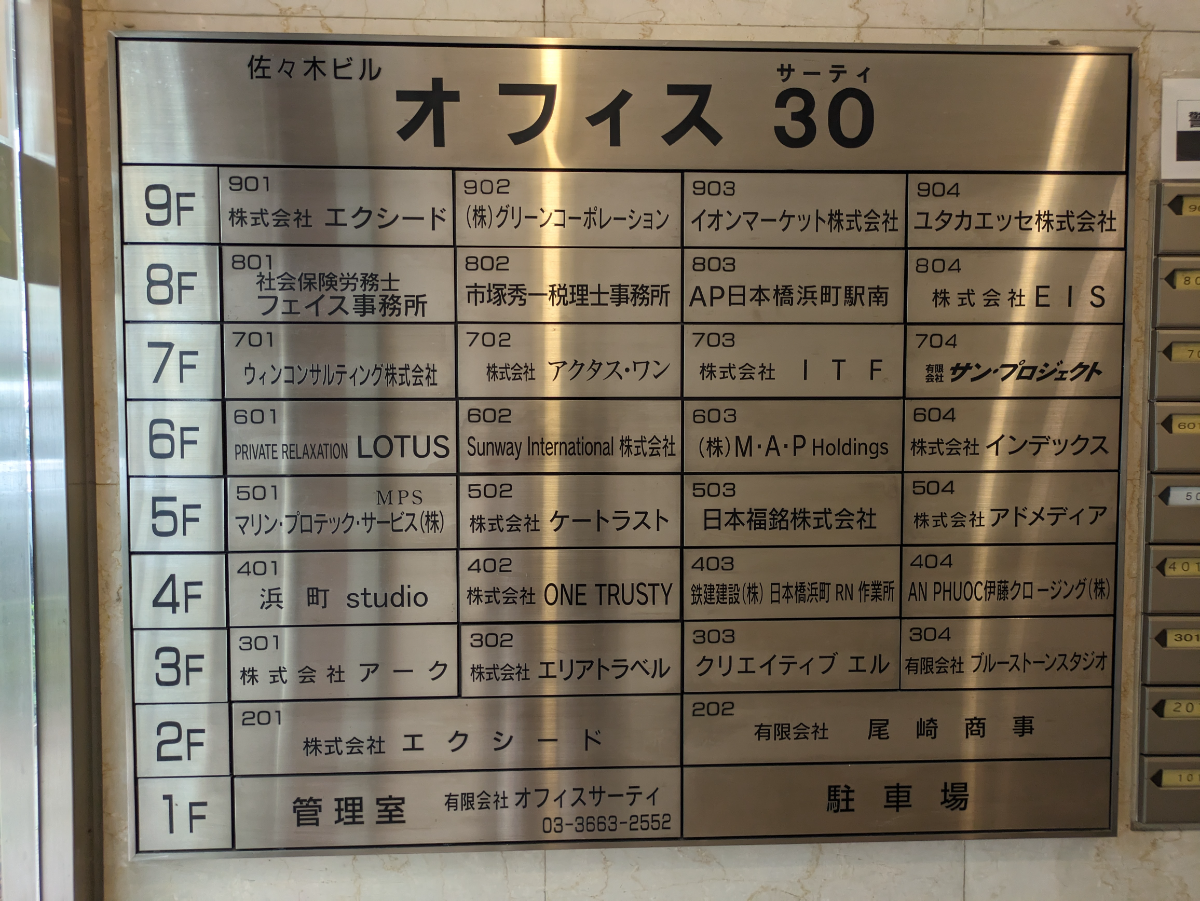 佐々木ビル
サーティ
オフィス 30
9F
901
株式会社 エクシード
902
(株)グリーンコーポレーション
903
イオンマーケット株式会社
904
ユタカエッセ株式会社
8F
801
社会保険労務士
フェイス事務所
802
市塚秀一税理士事務所
803
AP日本橋浜町駅南
804
株式会社EIS
7F
701
ウィンコンサルティング株式会社
702
株式会社 アクタス・ワン
703
株式会社 ITF
704
有限会社 サン・プロジェクト
6F
601
PRIVATE RELAXATION LOTUS
602
Sunway International 株式会社
603
(株)M・A・P Holdings
604
株式会社 インデックス
5F
501
MPS
マリン・プロテック・サービス(株)
502
株式会社 ケートラスト
503
日本福銘株式会社
504
株式会社 アドメディア
4F
401
浜町 studio
402
株式会社 ONE TRUSTY
403
鉄建建設(株) 日本橋浜町 RN 作業所
404
AN PHUOC伊藤クロージング(株)
3F
301
株式会社 アーク
302
株式会社 エリアトラベル
303
クリエイティブ エル
304
有限会社 ブルーストーンスタジオ
2F
201
株式会社 エクシード
202
有限会社 尾崎商事
1F
管理室 有限会社 オフィスサーティ
03-3663-2552
駐車場
601
401
301
201
101